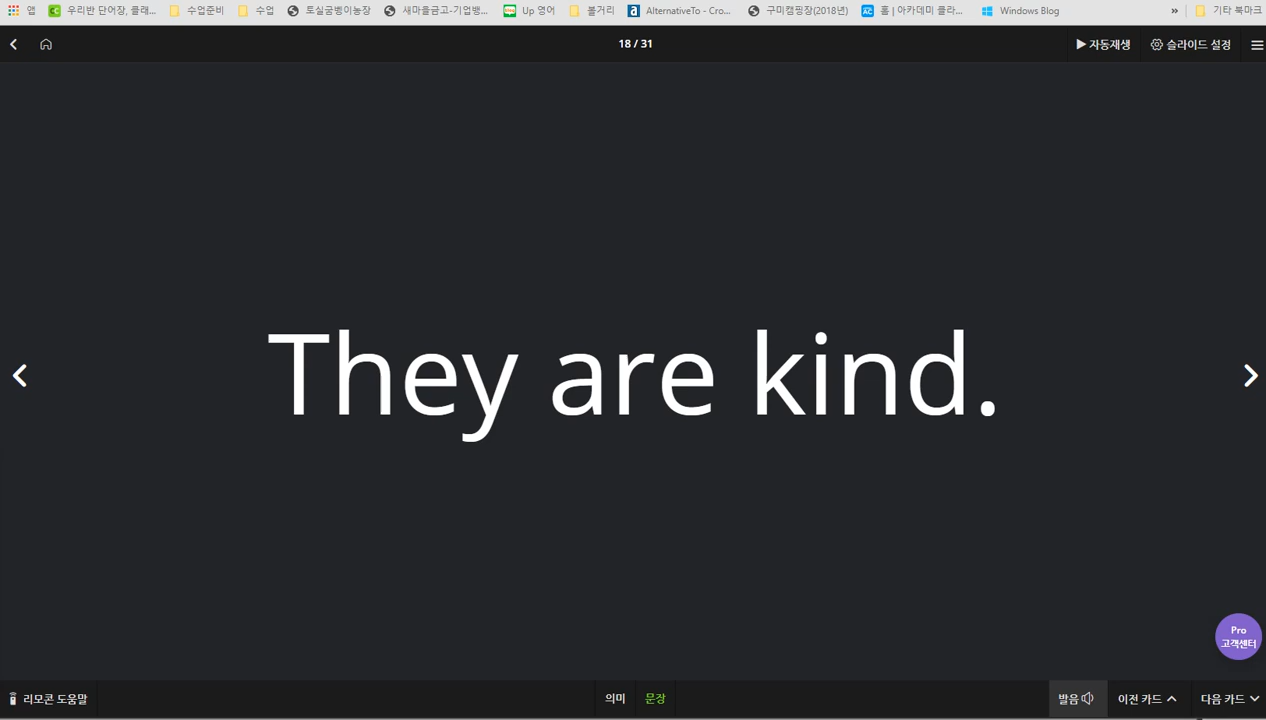 앱 우리반 단어장, 클래... 수업준비 수업 토실굼벵이농장 새마을금고-기업뱅... Up 영어 볼거리 AlternativeTo - Cro... 구미캠핑장(2018년) 홈 | 아카데미 클라... Windows Blog » 기타 북마크
18 / 31 자동재생 슬라이드 설정
They are kind.
Pro
고객센터
리모콘 도움말 의미 문장 발음 이전 카드 다음 카드